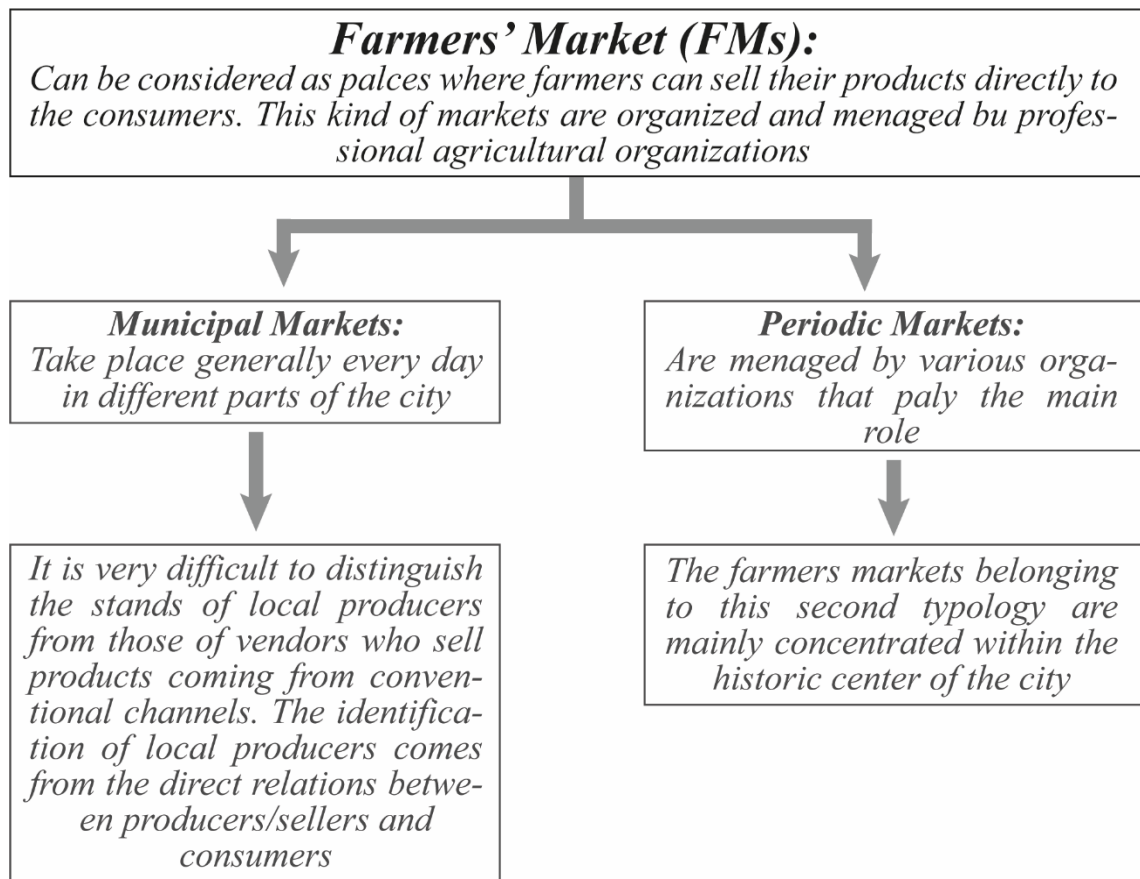 Farmers’ Market (FMs):
Can be considered as palces where farmers can sell their products directly to
the consumers. This kind of markets are organized and menaged bu profes-
sional agricultural organizations
Municipal Markets:
Take place generally every day
in different parts of the city
Periodic Markets:
Are menaged by various orga-
nizations that paly the main
role
It is very difficult to distinguish
the stands of local producers
from those of vendors who sell
products coming from conven-
tional channels. The identifica-
tion of local producers comes
from the direct relations betwe-
en producers/sellers and
consumers
The farmers markets belonging
to this second typology are
mainly concentrated within the
historic center of the city